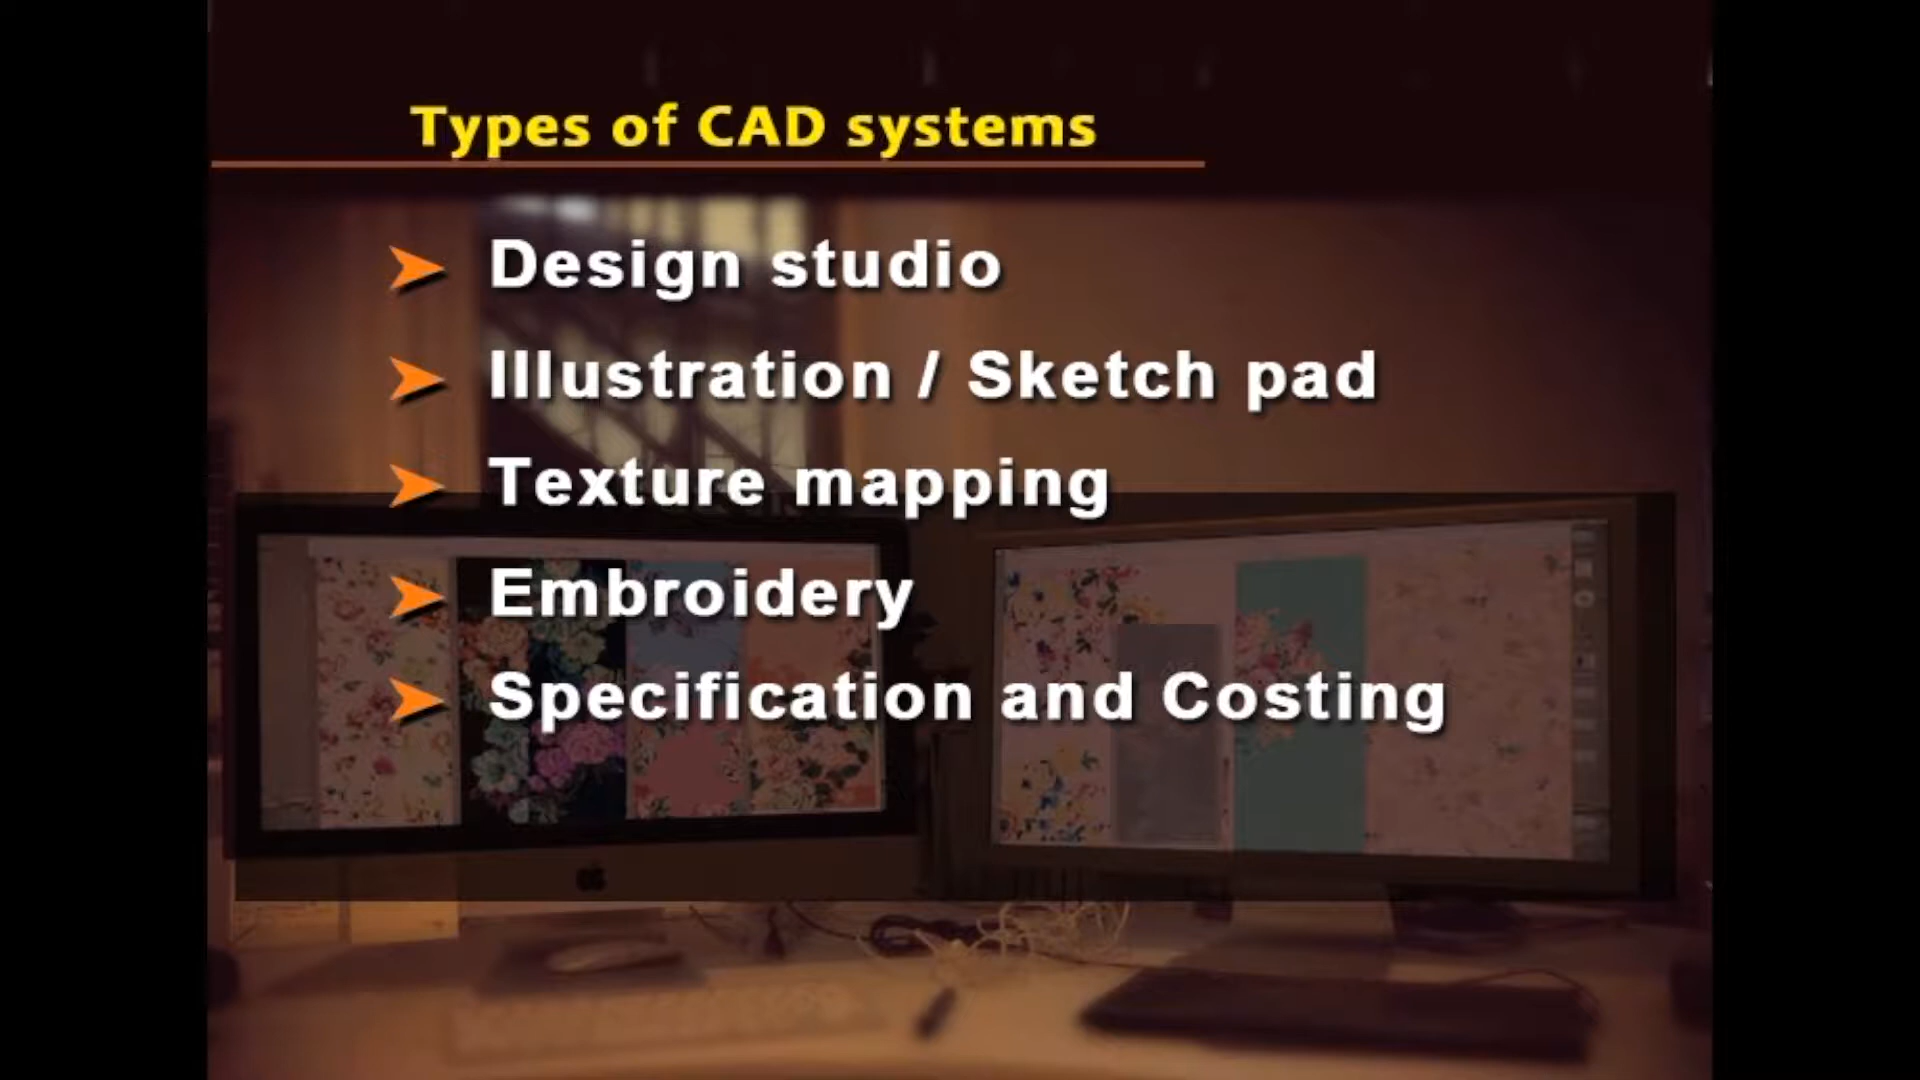 Types of CAD systems
Design studio
Illustration / Sketch pad
Texture mapping
Embroidery
Specification and Costing